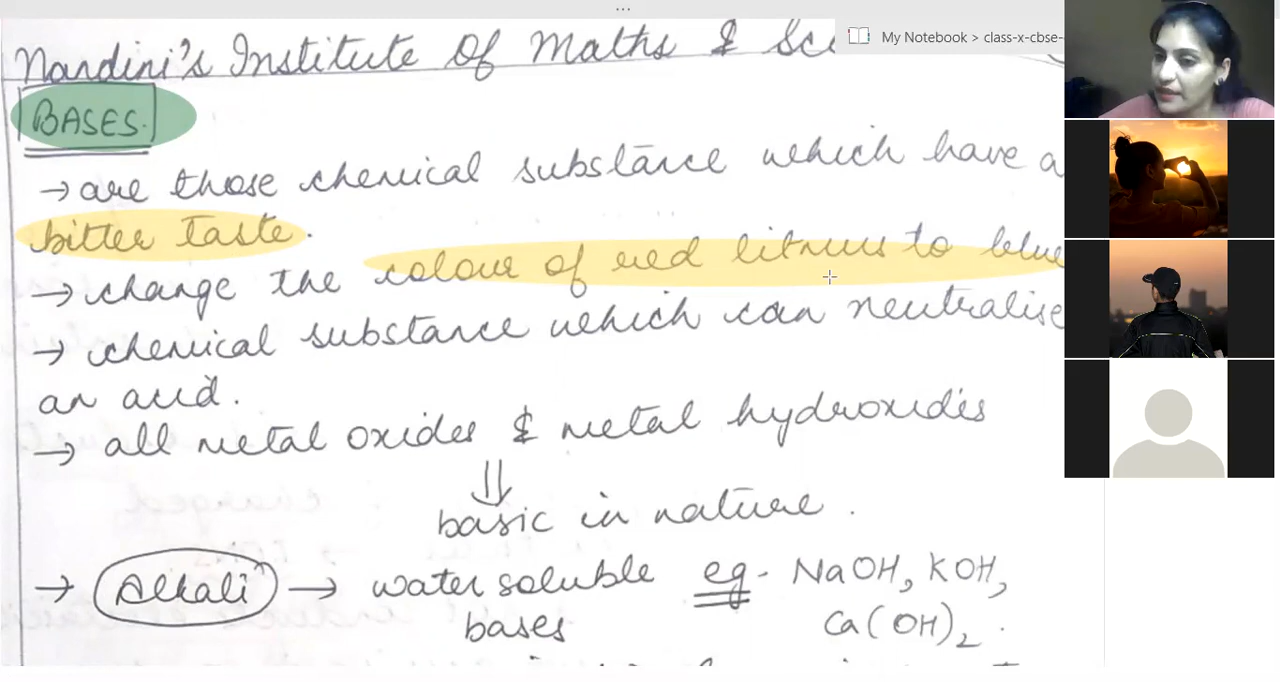 ...
Nandini's Institute Of Maths & Sc
My Notebook > class-x-cbse-
BASES.
→ are those chemical substance which have a
bitter taste.
→ change the colour of red litmus to blue
→ chemical substance which can neutralise
an acid.
→ all metal oxides & metal hydroxides
⇓
basic in nature.
→ Alkali → water soluble eg- NaOH, KOH,
bases Ca(OH)₂.